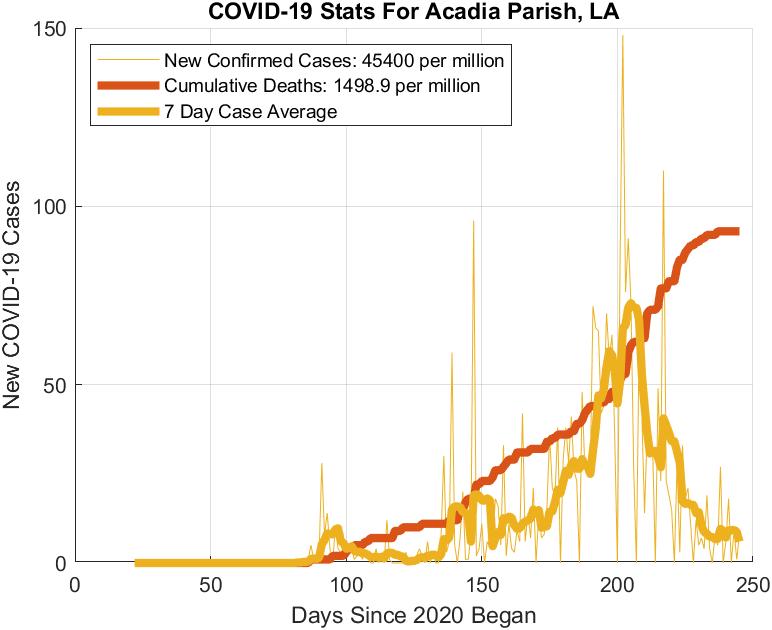 COVID-19 Stats For Acadia Parish, LA
150
New Confirmed Cases: 45400 per million
Cumulative Deaths: 1498.9 per million
7 Day Case Average
100
50
0
New COVID-19 Cases
0 50 100 150 200 250
Days Since 2020 Began